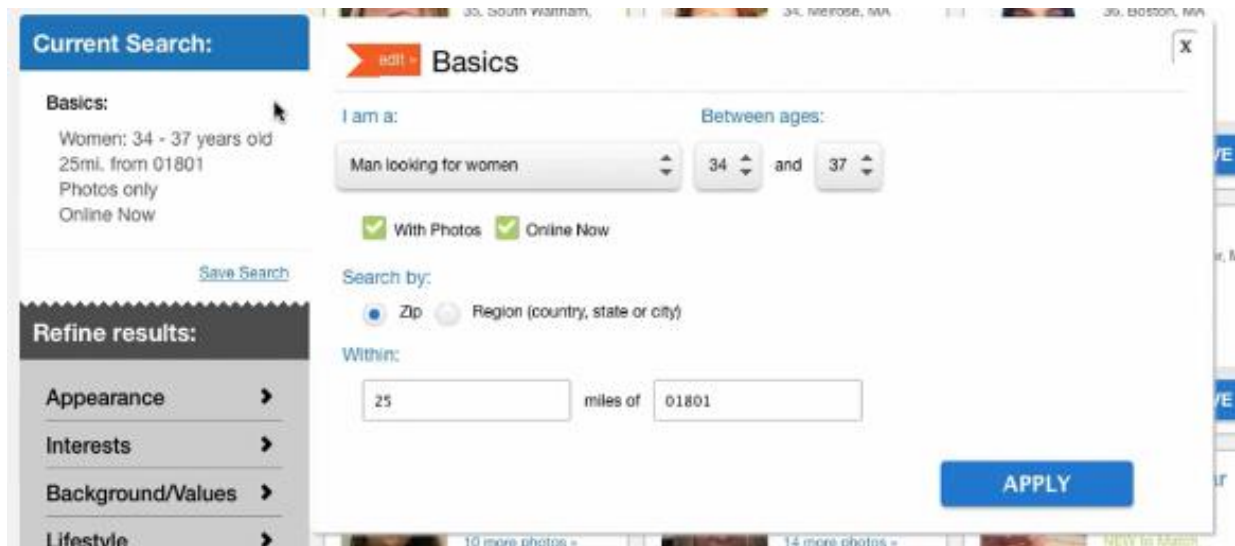 35, South Waltham,
34, Melrose, MA
36, Boston, MA
Current Search:
Basics:
Women: 34 - 37 years old
25mi. from 01801
Photos only
Online Now
Save Search
Refine results:
Appearance
Interests
Background/Values
Lifestyle
edit »
Basics
X
I am a:
Between ages:
Man looking for women
34
and
37
With Photos
Online Now
Search by:
Zip
Region (country, state or city)
Within:
25
miles of
01801
APPLY
10 more photos »
14 more photos »
NEW to Match